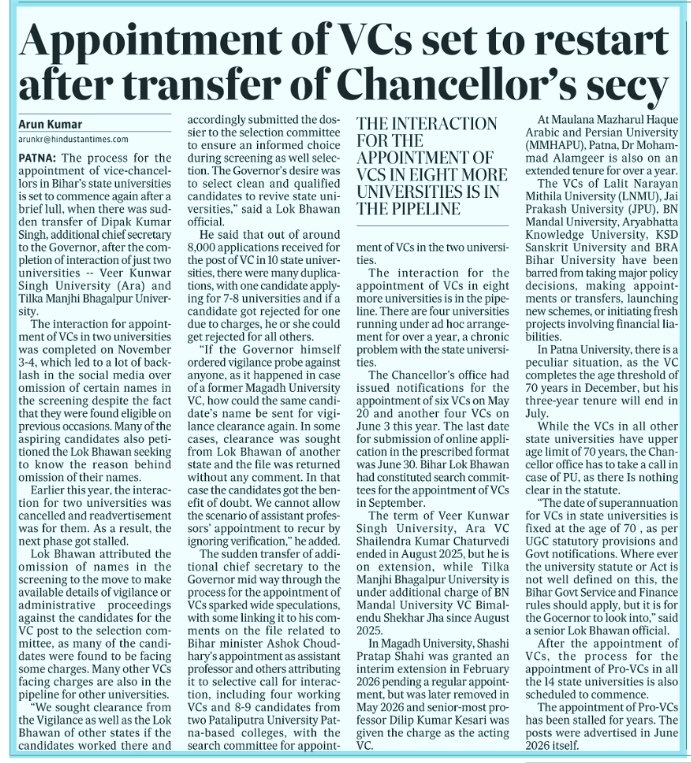 Appointment of VCs set to restart
after transfer of Chancellor's secy
Arun Kumar
arunkr@hindustantimes.com
PATNA: The process for the
appointment of vice-chancel-
lors in Bihar's state universities
is set to commence again after a
brief lull, when there was sud-
den transfer of Dipak Kumar
Singh, additional chief secretary
to the Governor, after the com-
pletion of interaction of just two
universities -- Veer Kunwar
Singh University (Ara) and
Tilka Manjhi Bhagalpur Univer-
sity.
The interaction for appoint-
ment of VCs in two universities
was completed on November
3-4, which led to a lot of back-
lash in the social media over
omission of certain names in
the screening despite the fact
that they were found eligible on
previous occasions. Many of the
aspiring candidates also peti-
tioned the Lok Bhawan seeking
to know the reason behind
omission of their names.
Earlier this year, the interac-
tion for two universities was
cancelled and readvertisement
was for them. As a result, the
next phase got stalled.
Lok Bhawan attributed the
omission of names in the
screening to the move to make
available details of vigilance or
administrative proceedings
against the candidates for the
VC post to the selection com-
mittee, as many of the candi-
dates were found to be facing
some charges. Many other VCs
facing charges are also in the
pipeline for other universities.
"We sought clearance from
the Vigilance as well as the Lok
Bhawan of other states if the
candidates worked there and
accordingly submitted the dos-
sier to the selection committee
to ensure an informed choice
during screening as well selec-
tion. The Governor's desire was
to select clean and qualified
candidates to revive state uni-
versities," said a Lok Bhawan
official.
He said that out of around
8,000 applications received for
the post of VC in 10 state univer-
sities, there were many duplica-
tions, with one candidate apply-
ing for 7-8 universities and if a
candidate got rejected for one
due to charges, he or she could
get rejected for all others.
"If the Governor himself
ordered vigilance probe against
anyone, as it happened in case
of a former Magadh University
VC, how could the same candi-
date's name be sent for vigi-
lance clearance again. In some
cases, clearance was sought
from Lok Bhawan of another
state and the file was returned
without any comment. In that
case the candidates got the ben-
efit of doubt. We cannot allow
the scenario of assistant profes-
sors' appointment to recur by
ignoring verification," he added.
The sudden transfer of addi-
tional chief secretary to the
Governor mid way through the
process for the appointment of
VCs sparked wide speculations,
with some linking it to his com-
ments on the file related to
Bihar minister Ashok Choud-
hary's appointment as assistant
professor and others attributing
it to selective call for interac-
tion, including four working
VCs and 8-9 candidates from
two Pataliputra University Pat-
na-based colleges, with the
search committee for appoint-
THE INTERACTION
FOR THE
APPOINTMENT OF
VCS IN EIGHT MORE
UNIVERSITIES IS IN
THE PIPELINE
ment of VCs in the two universi-
ties.
The interaction for the
appointment of VCs in eight
more universities is in the pipe-
line. There are four universities
running under ad hoc arrange-
ment for over a year, a chronic
problem with the state universi-
ties.
The Chancellor's office had
issued notifications for the
appointment of six VCs on May
20 and another four VCs on
June 3 this year. The last date
for submission of online applica-
tion in the prescribed format
was June 30. Bihar Lok Bhawan
had constituted search commit-
tees for the appointment of VCs
in September.
The term of Veer Kunwar
Singh University, Ara VC
Shailendra Kumar Chaturvedi
ended in August 2025, but he is
on extension, while Tilka
Manjhi Bhagalpur University is
under additional charge of BN
Mandal University VC Bimal-
endu Shekhar Jha since August
2025.
In Magadh University, Shashi
Pratap Shahi was granted an
interim extension in February
2026 pending a regular appoint-
ment, but was later removed in
May 2026 and senior-most pro-
fessor Dilip Kumar Kesari was
given the charge as the acting
VC.
At Maulana Mazharul Haque
Arabic and Persian University
(MMHAPU), Patna, Dr Moham-
mad Alamgeer is also on an
extended tenure for over a year.
The VCs of Lalit Narayan
Mithila University (LNMU), Jai
Prakash University (JPU), BN
Mandal University, Aryabhatta
Knowledge University, KSD
Sanskrit University and BRA
Bihar University have been
barred from taking major policy
decisions, making appoint-
ments or transfers, launching
new schemes, or initiating fresh
projects involving financial lia-
bilities.
In Patna University, there is a
peculiar situation, as the VC
completes the age threshold of
70 years in December, but his
three-year tenure will end in
July.
While the VCs in all other
state universities have upper
age limit of 70 years, the Chan-
cellor office has to take a call in
case of PU, as there Is nothing
clear in the statute.
"The date of superannuation
for VCs in state universities is
fixed at the age of 70 , as per
UGC statutory provisions and
Govt notifications. Where ever
the university statute or Act is
not well defined on this, the
Bihar Govt Service and Finance
rules should apply, but it is for
the Gocernor to look into," said
a senior Lok Bhawan official.
After the appointment of
VCs, the process for the
appointment of Pro-VCs in all
the 14 state universities is also
scheduled to commence.
The appointment of Pro-VCs
has been stalled for years. The
posts were advertised in June
2026 itself.